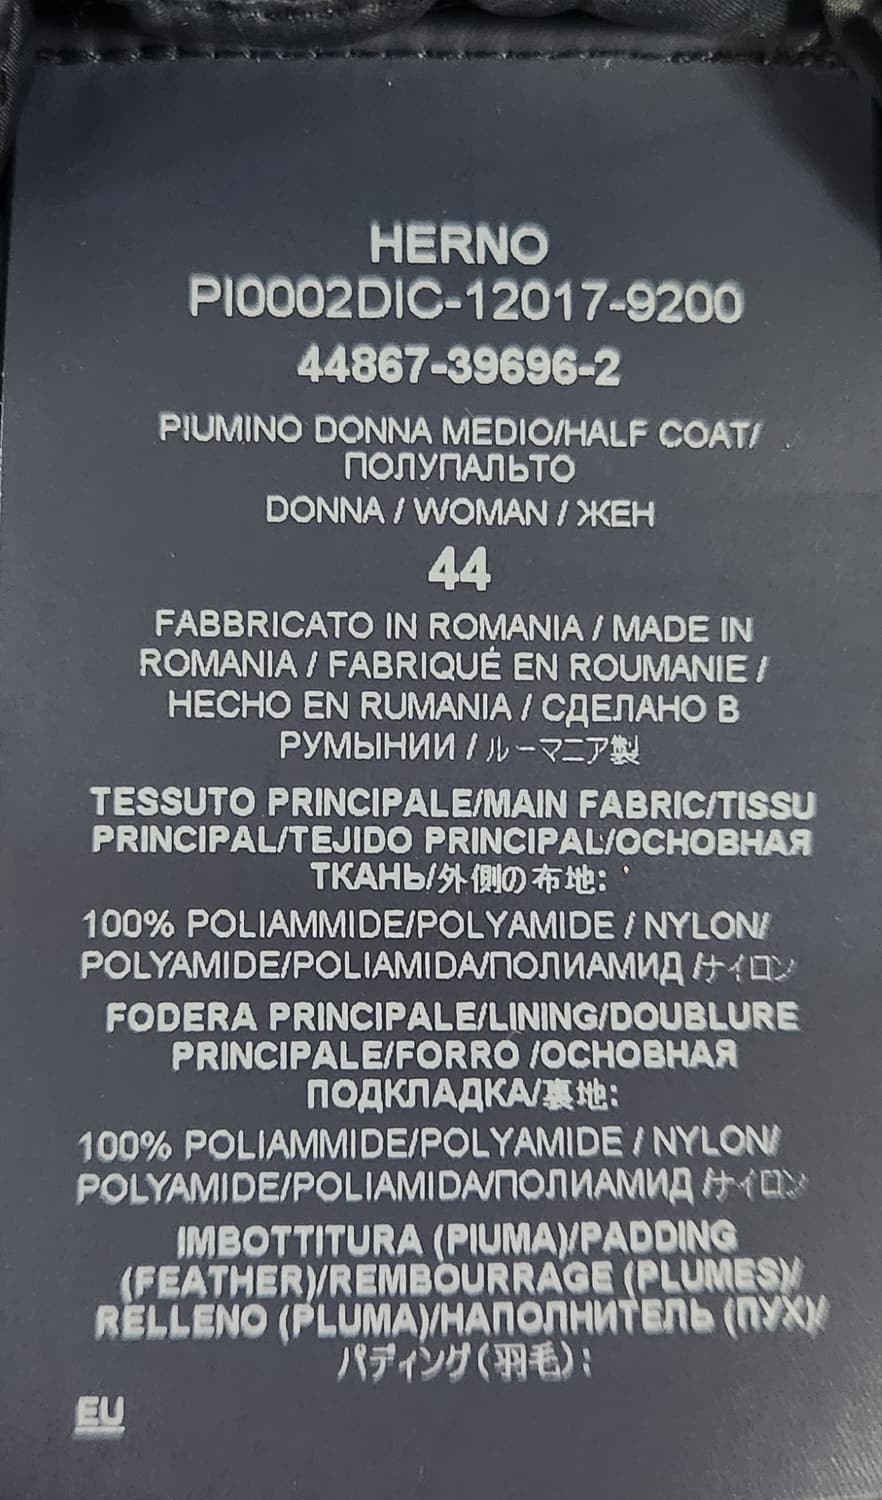 HERNO
PI0002DIC-12017-9200
44867-39696-2
PIUMINO DONNA MEDIO/HALF COAT/
ПОЛУПАЛЬТО
DONNA / WOMAN / ЖЕН
44
FABBRICATO IN ROMANIA / MADE IN
ROMANIA / FABRIQUÉ EN ROUMANIE /
HECHO EN RUMANIA / СДЕЛАНО В
РУМЫНИИ / ルーマニア製
TESSUTO PRINCIPALE/MAIN FABRIC/TISSU
PRINCIPAL/TEJIDO PRINCIPAL/ОСНОВНАЯ
ТКАНЬ/外側の布地:
100% POLIAMMIDE/POLYAMIDE / NYLON/
POLYAMIDE/POLIAMIDA/ПОЛИАМИД /ナイロン
FODERA PRINCIPALE/LINING/DOUBLURE
PRINCIPALE/FORRO /ОСНОВНАЯ
ПОДКЛАДКА/裏地:
100% POLIAMMIDE/POLYAMIDE / NYLON/
POLYAMIDE/POLIAMIDA/ПОЛИАМИД /ナイロン
IMBOTTITURA (PIUMA)/PADDING
(FEATHER)/REMBOURRAGE (PLUMES)/
RELLENO (PLUMA)/НАПОЛНИТЕЛЬ (ПУХ)/
パディング(羽毛):
EU